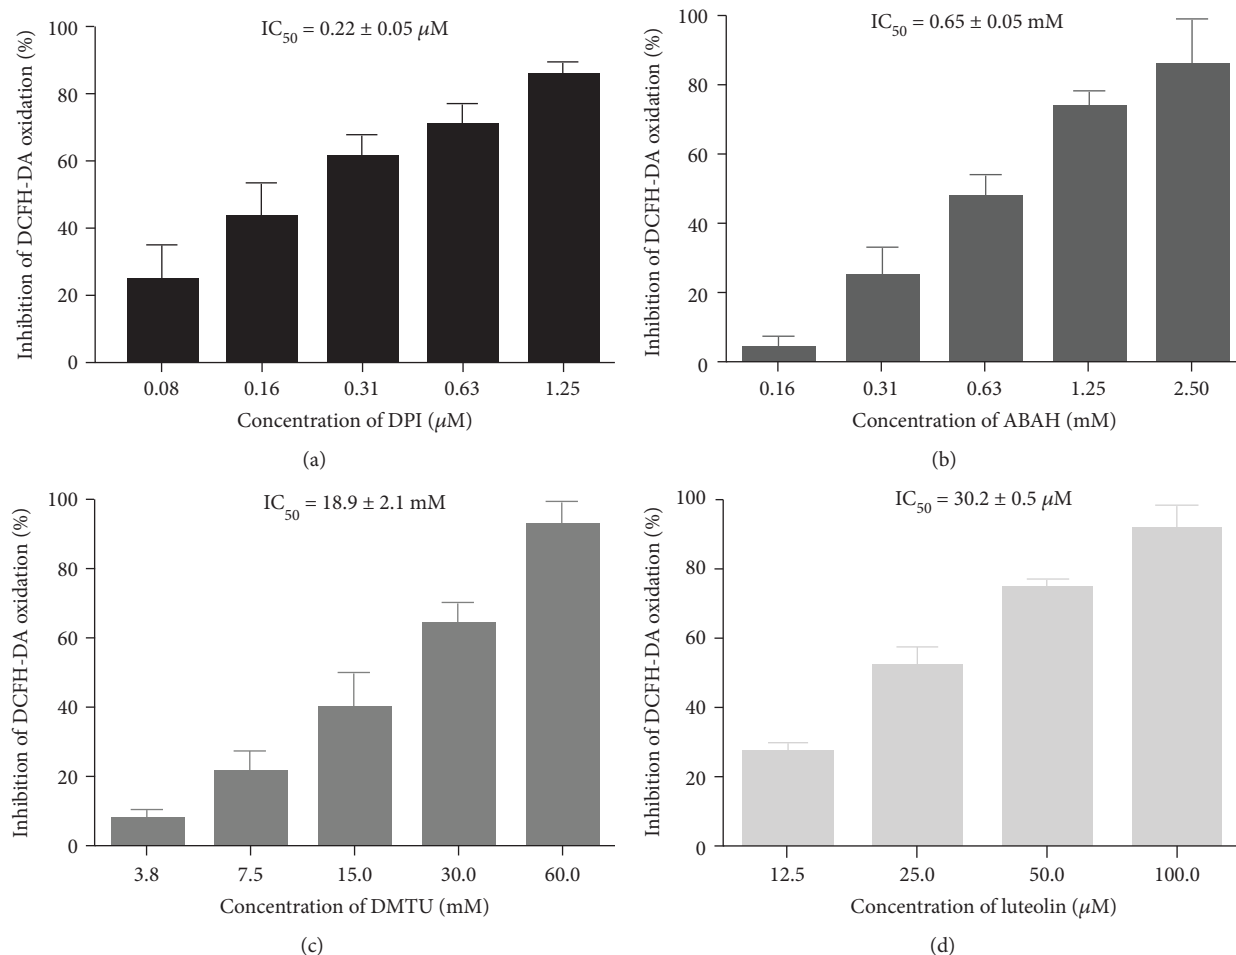 IC50 = 0.22 ± 0.05 μM
Inhibition of DCFH-DA oxidation (%)
100
80
60
40
20
0
0.08 0.16 0.31 0.63 1.25
Concentration of DPI (μM)
(a)
IC50 = 0.65 ± 0.05 mM
Inhibition of DCFH-DA oxidation (%)
100
80
60
40
20
0
0.16 0.31 0.63 1.25 2.50
Concentration of ABAH (mM)
(b)
IC50 = 18.9 ± 2.1 mM
Inhibition of DCFH-DA oxidation (%)
100
80
60
40
20
0
3.8 7.5 15.0 30.0 60.0
Concentration of DMTU (mM)
(c)
IC50 = 30.2 ± 0.5 μM
Inhibition of DCFH-DA oxidation (%)
100
80
60
40
20
0
12.5 25.0 50.0 100.0
Concentration of luteolin (μM)
(d)